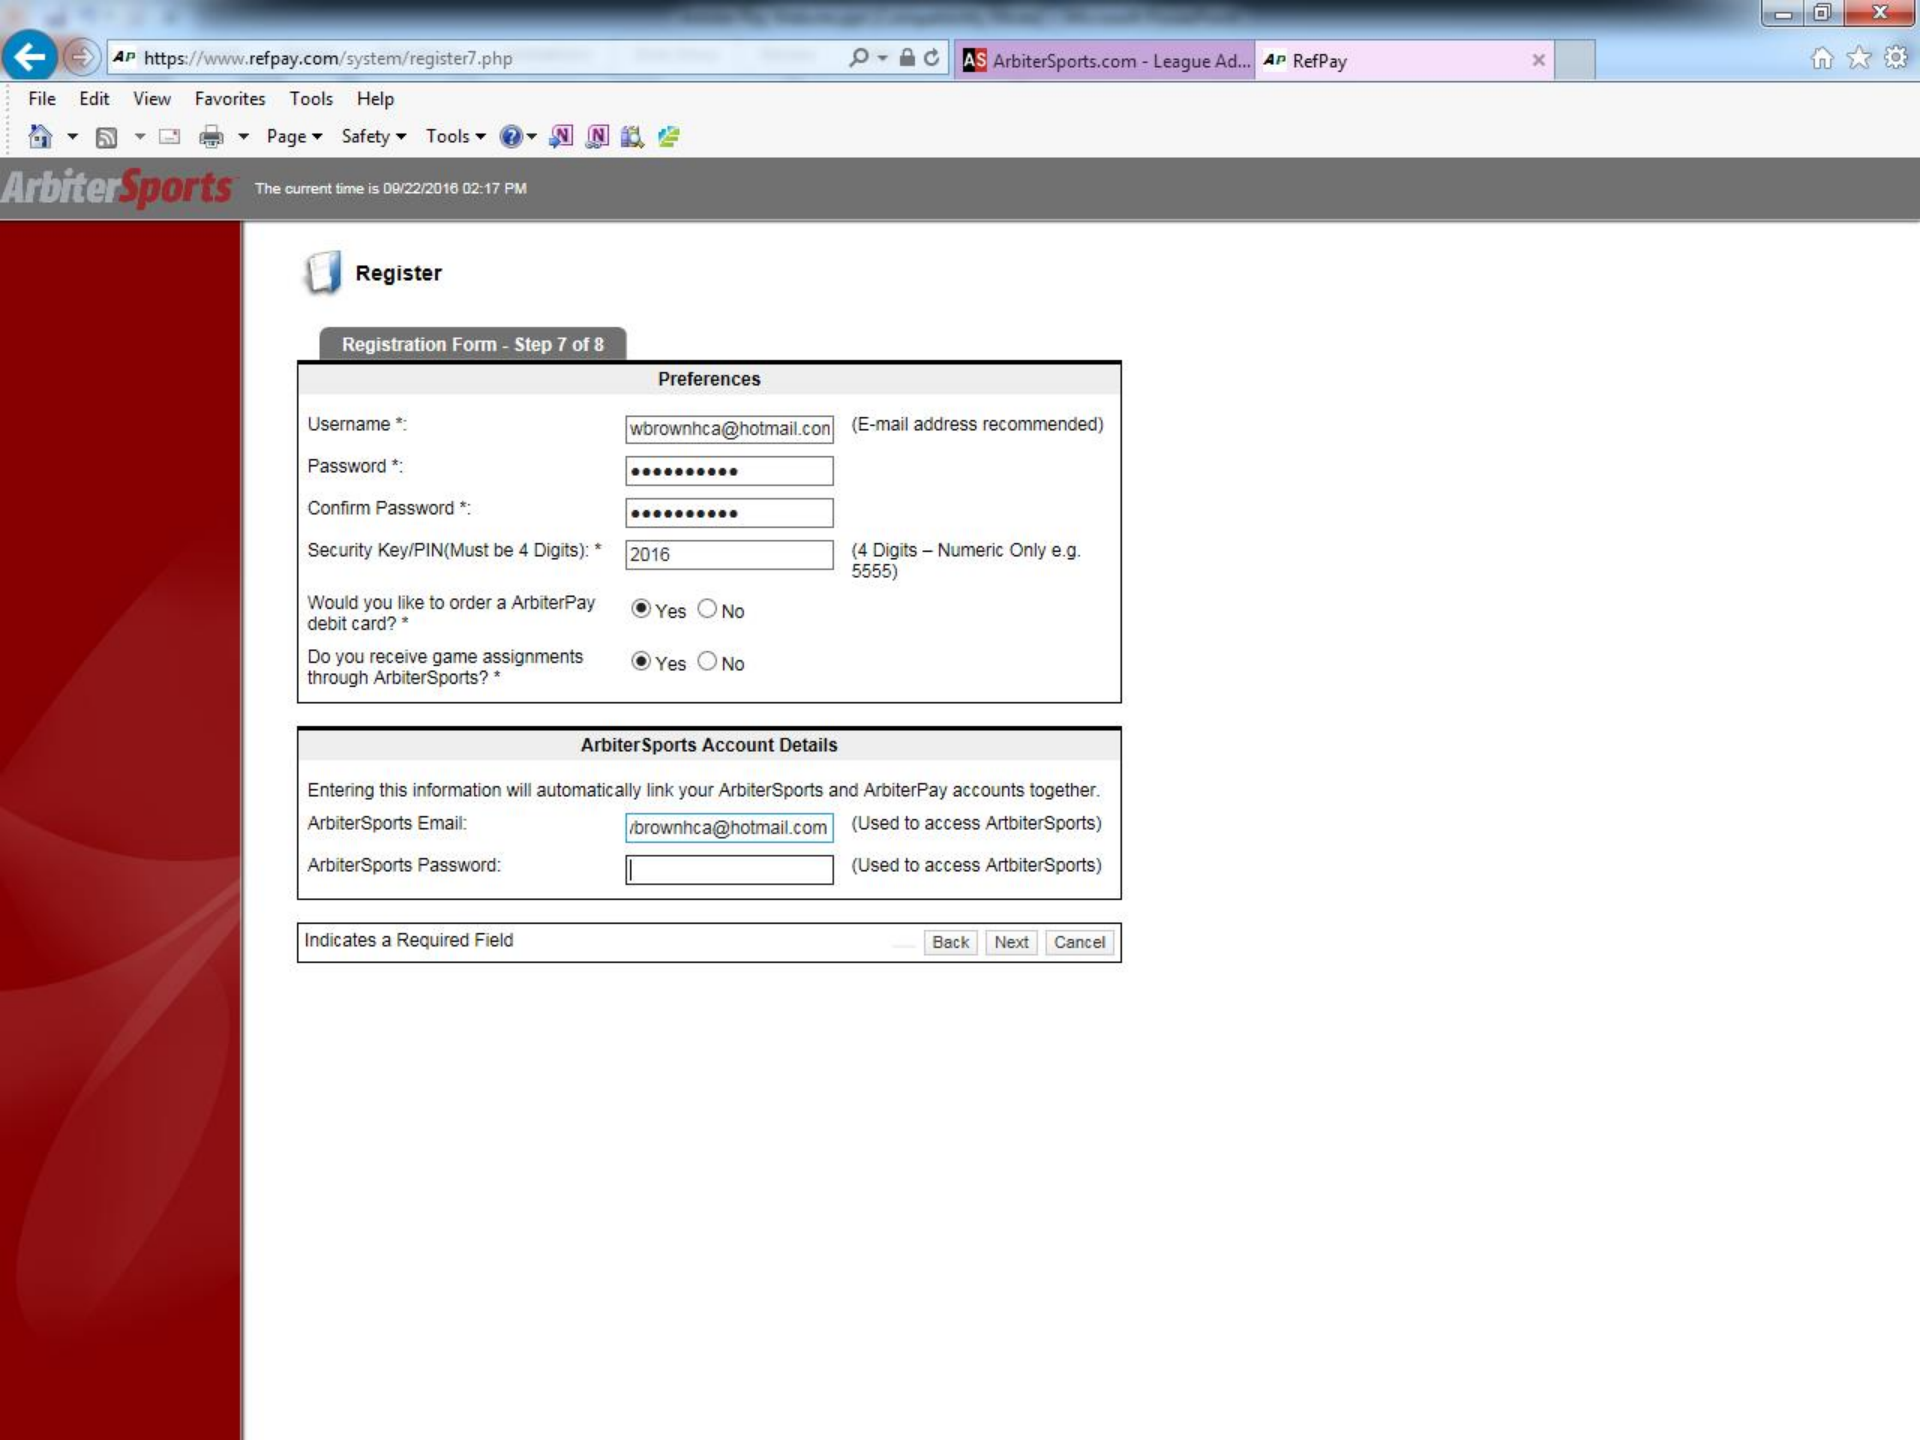 https://www.refpay.com/system/register7.php
ArbiterSports.com - League Ad...
AP RefPay
File Edit View Favorites Tools Help
Page Safety Tools
ArbiterSports The current time is 09/22/2016 02:17 PM
Register
Registration Form - Step 7 of 8
Preferences
Username *: wbrownhca@hotmail.con (E-mail address recommended)
Password *: ••••••••••
Confirm Password *: ••••••••••
Security Key/PIN(Must be 4 Digits): * 2016 (4 Digits – Numeric Only e.g.
5555)
Would you like to order a ArbiterPay
debit card? * Yes No
Do you receive game assignments
through ArbiterSports? * Yes No
ArbiterSports Account Details
Entering this information will automatically link your ArbiterSports and ArbiterPay accounts together.
ArbiterSports Email: brownhca@hotmail.com (Used to access ArtbiterSports)
ArbiterSports Password: (Used to access ArtbiterSports)
Indicates a Required Field Back Next Cancel